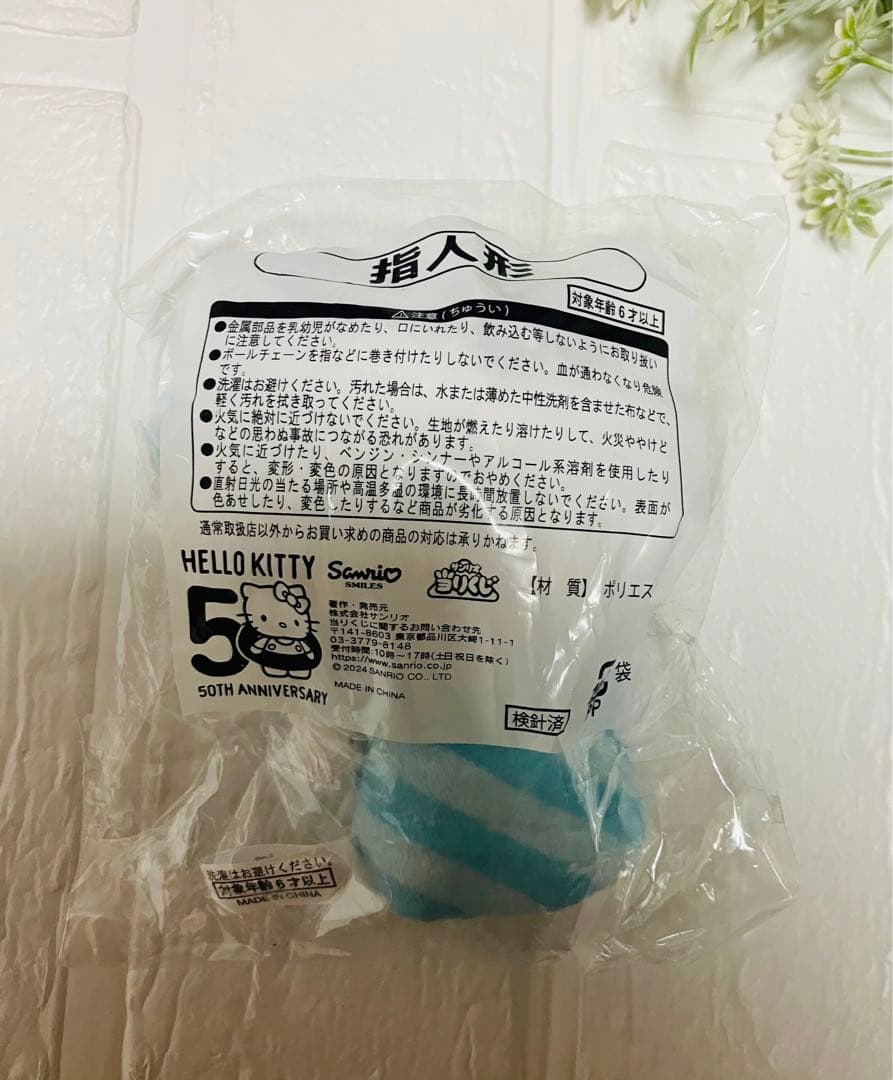 指人形
対象年齢6才以上
注意(ちゅうい)
●金属部品を乳幼児がなめたり、口にいれたり、飲み込む等しないようにお取り扱い
に注意してください。
●ボールチェーンを指などに巻き付けたりしないでください。血が通わなくなり危険
です。
●洗濯はお避けください。汚れた場合は、水または薄めた中性洗剤を含ませた布などで、
軽く汚れを拭き取ってください。
●火気に絶対に近づけないでください。生地が燃えたり溶けたりして、火災ややけど
などの思わぬ事故につながる恐れがあります。
●火気に近づけたり、ベンジン・シンナーやアルコール系溶剤を使用したり
すると、変形・変色の原因となりますのでおやめください。
●直射日光の当たる場所や高温多湿の環境に長時間放置しないでください。表面が
色あせしたり、変色したりするなど商品が劣化する原因となります。
通常取扱店以外からお買い求めの商品の対応は承りかねます。
HELLO KITTY
50
50TH ANNIVERSARY
Sanrio
SMILES
サンリオ
当りくじ
【材 質】 ポリエス
著作・発売元
株式会社サンリオ
当りくじに関するお問い合わせ先
〒141-8603 東京都品川区大崎1-11-1
03-3779-8148
受付時間:10時～17時(土日祝日を除く)
https://www.sanrio.co.jp
© 2024 SANRIO CO., LTD
MADE IN CHINA
袋
PP
検針済
洗濯はお避けください。
対象年齢6才以上
MADE IN CHINA